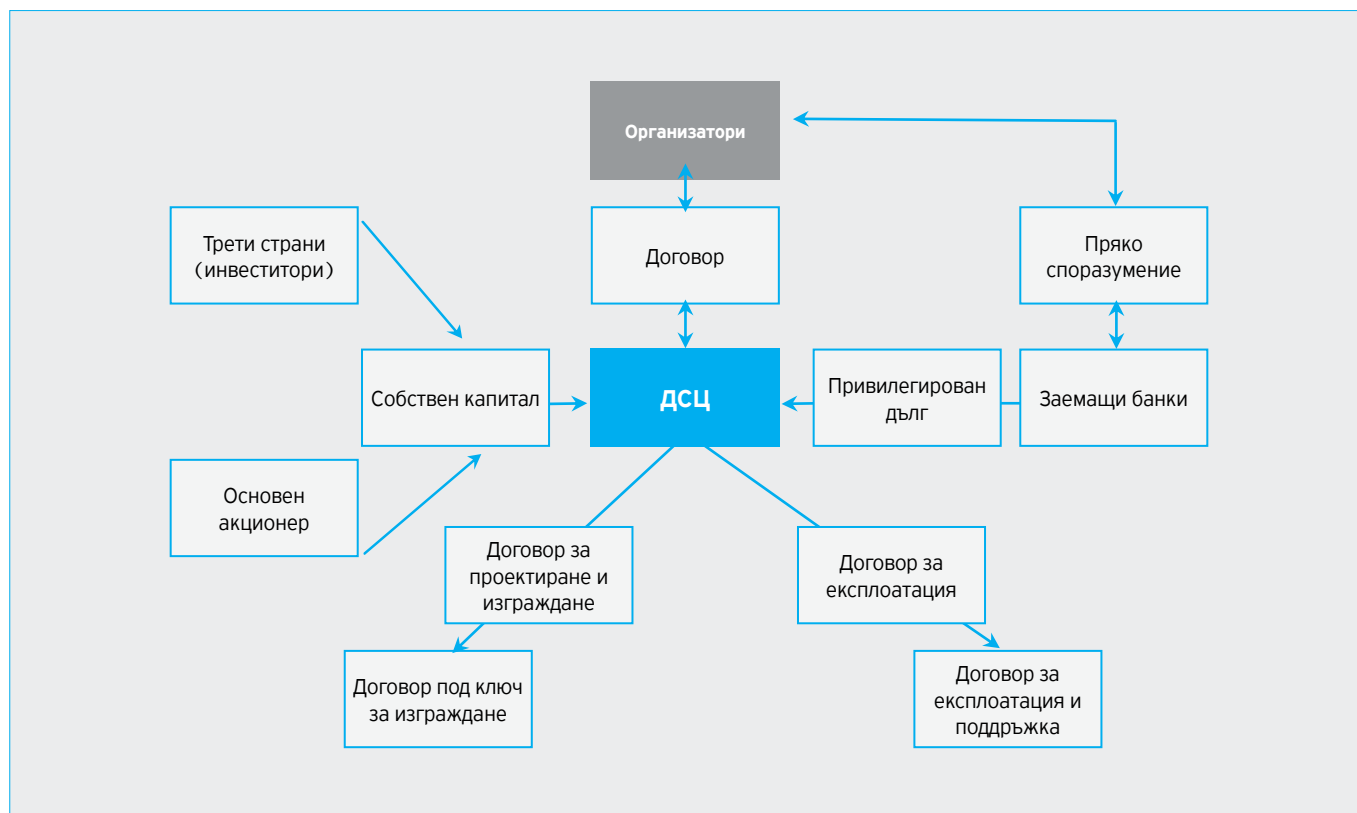 Организатори
Трети страни
(инвеститори)
Договор
Пряко
споразумение
Собствен капитал
ДСЦ
Привилегирован
дълг
Заемащи банки
Основен
акционер
Договор за
проектиране и
изграждане
Договор за
експлоатация
Договор под ключ
за изграждане
Договор за
експлоатация и
поддръжка